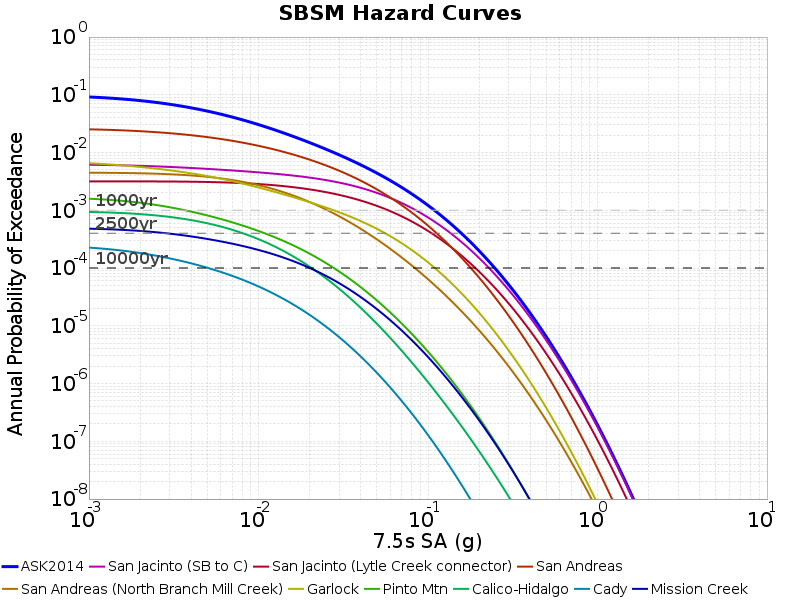 SBSM Hazard Curves
Annual Probability of Exceedance
10^0
10^-1
10^-2
10^-3
10^-4
10^-5
10^-6
10^-7
10^-8
1000yr
2500yr
10000yr
10^-3 10^-2 10^-1 10^0 10^1
7.5s SA (g)
ASK2014 San Jacinto (SB to C) San Jacinto (Lytle Creek connector) San Andreas
San Andreas (North Branch Mill Creek) Garlock Pinto Mtn Calico-Hidalgo Cady Mission Creek